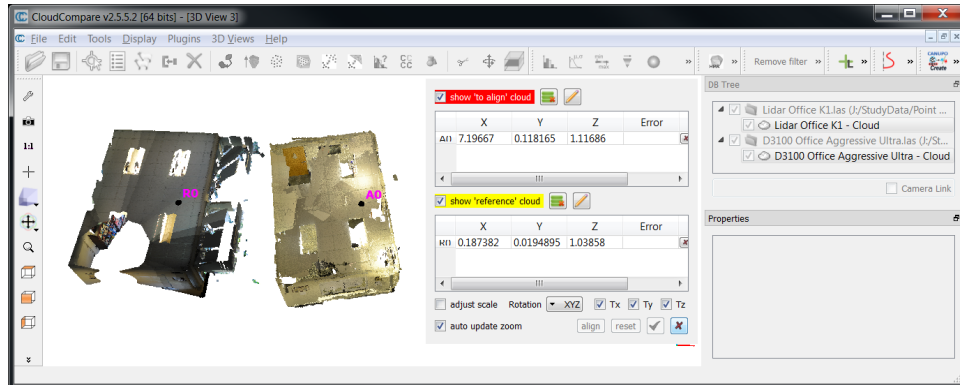 CloudCompare v2.5.5.2 [64 bits] - [3D View 3]
File Edit Tools Display Plugins 3D Views Help
CC
Remove filter
CANUPO
Create
1:1
R0
A0
show 'to align' cloud
X Y Z Error
A0 7.19667 0.118165 1.11686
show 'reference' cloud
X Y Z Error
R0 0.187382 0.0194895 1.03858
adjust scale Rotation XYZ Tx Ty Tz
auto update zoom align reset
DB Tree
Lidar Office K1.las (J:/StudyData/Point ...
Lidar Office K1 - Cloud
D3100 Office Aggressive Ultra.las (J:/St...
D3100 Office Aggressive Ultra - Cloud
Camera Link
Properties